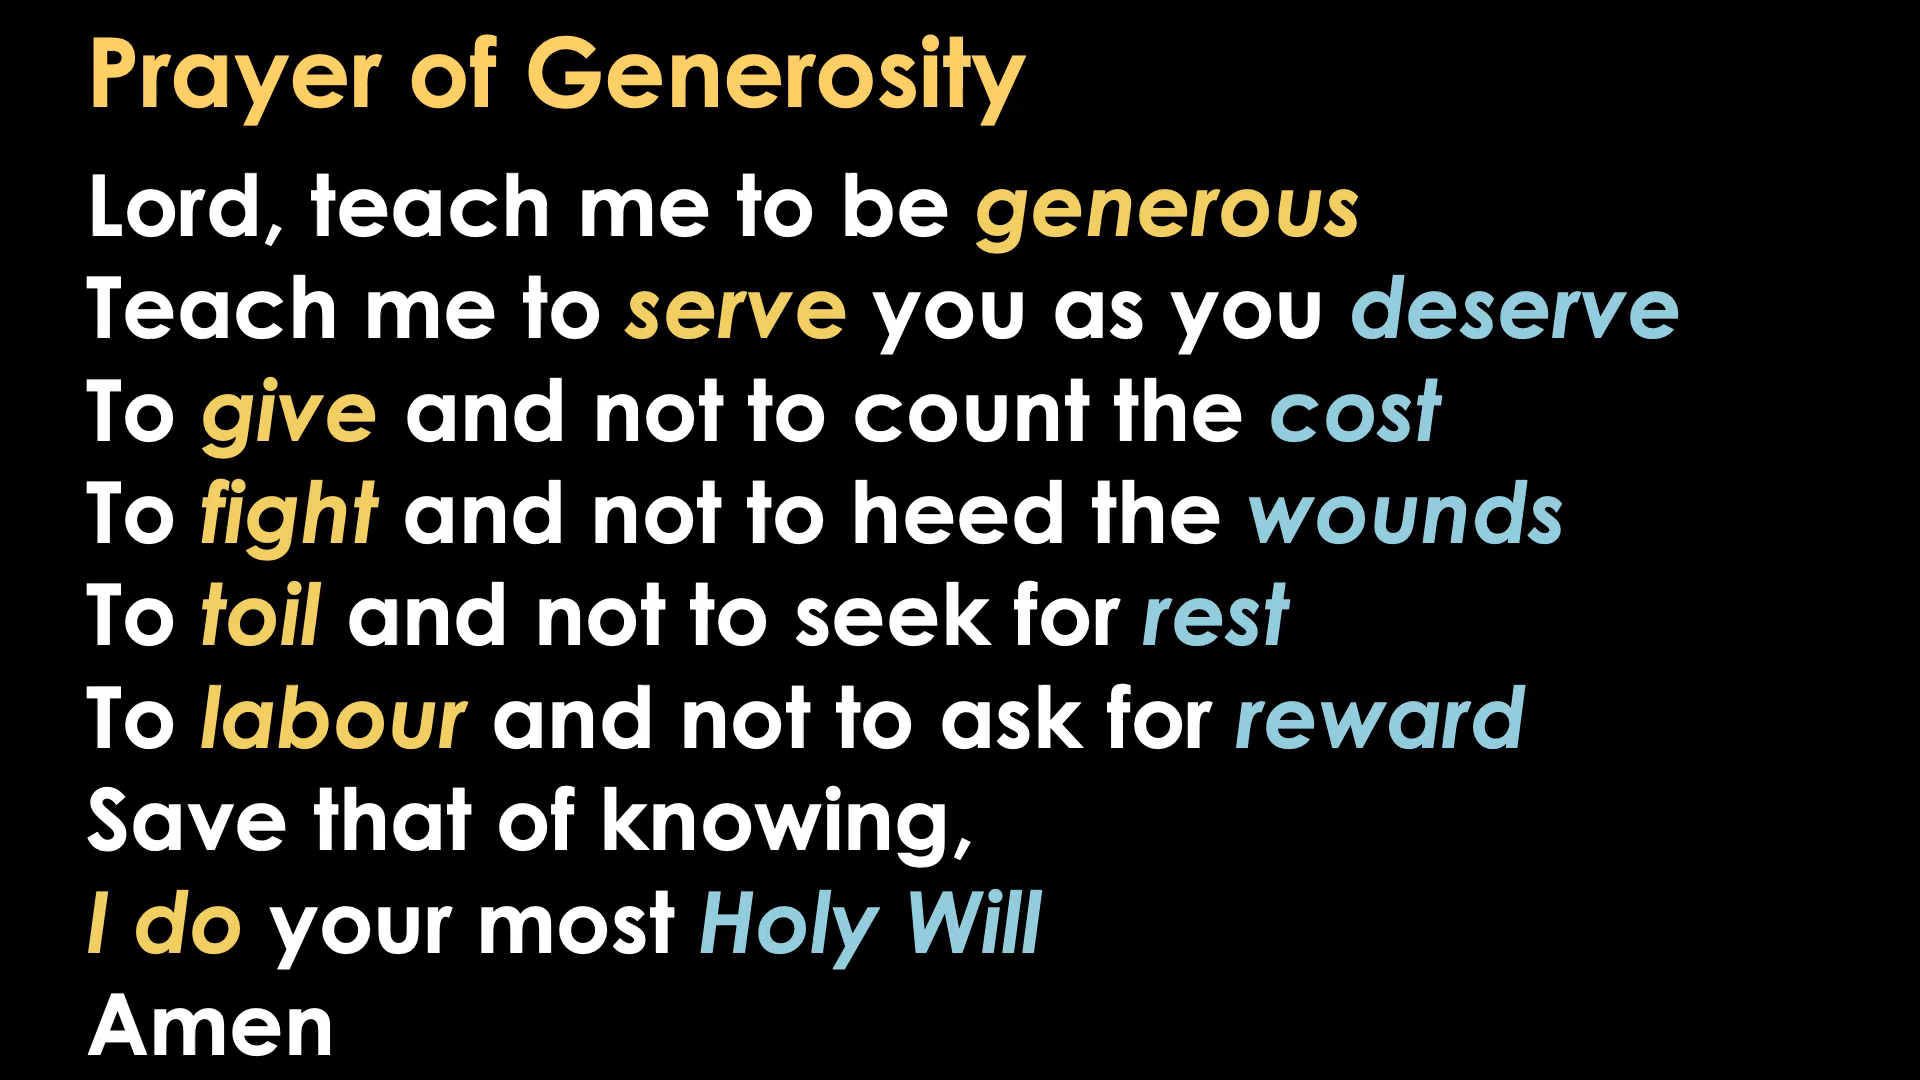 Prayer of Generosity
Lord, teach me to be generous
Teach me to serve you as you deserve
To give and not to count the cost
To fight and not to heed the wounds
To toil and not to seek for rest
To labour and not to ask for reward
Save that of knowing,
I do your most Holy Will
Amen